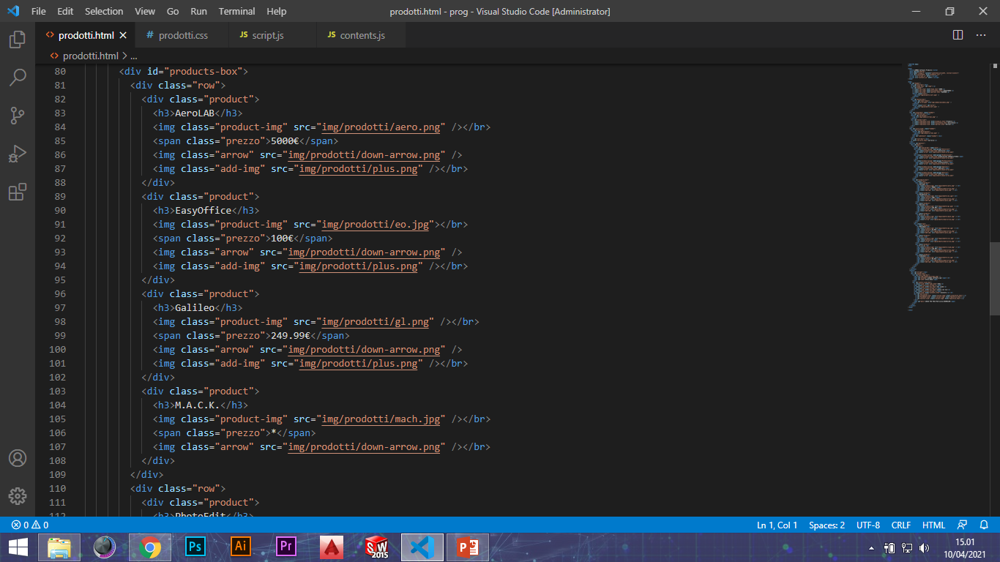 File Edit Selection View Go Run Terminal Help prodotti.html - prog - Visual Studio Code [Administrator]
prodotti.html prodotti.css script.js contents.js
prodotti.html > ...
80 <div id="products-box">
81 <div class="row">
82 <div class="product">
83 <h3>AeroLAB</h3>
84 <img class="product-img" src="img/prodotti/aero.png" /></br>
85 <span class="prezzo">5000€</span>
86 <img class="arrow" src="img/prodotti/down-arrow.png" />
87 <img class="add-img" src="img/prodotti/plus.png" /></br>
88 </div>
89 <div class="product">
90 <h3>EasyOffice</h3>
91 <img class="product-img" src="img/prodotti/eo.jpg"></br>
92 <span class="prezzo">100€</span>
93 <img class="arrow" src="img/prodotti/down-arrow.png" />
94 <img class="add-img" src="img/prodotti/plus.png" /></br>
95 </div>
96 <div class="product">
97 <h3>Galileo</h3>
98 <img class="product-img" src="img/prodotti/gl.png" /></br>
99 <span class="prezzo">249.99€</span>
100 <img class="arrow" src="img/prodotti/down-arrow.png" />
101 <img class="add-img" src="img/prodotti/plus.png" /></br>
102 </div>
103 <div class="product">
104 <h3>M.A.C.K.</h3>
105 <img class="product-img" src="img/prodotti/mach.jpg" /></br>
106 <span class="prezzo">*</span>
107 <img class="arrow" src="img/prodotti/down-arrow.png" /></br>
108 </div>
109 </div>
110 <div class="row">
111 <div class="product">
112 <h3>PhotoEdit</h3>
0 0 Ln 1, Col 1 Spaces: 2 UTF-8 CRLF HTML
Ps Ai Pr SW 2015 P 15.01
10/04/2021